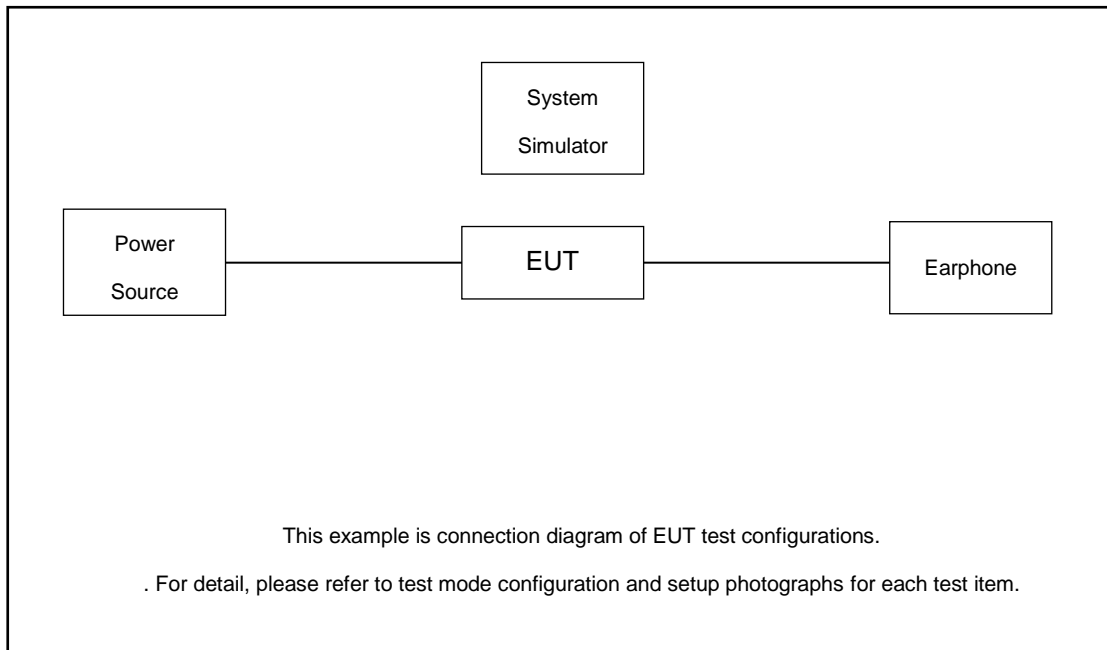 System
Simulator
Power
Source
EUT
Earphone
This example is connection diagram of EUT test configurations.
. For detail, please refer to test mode configuration and setup photographs for each test item.